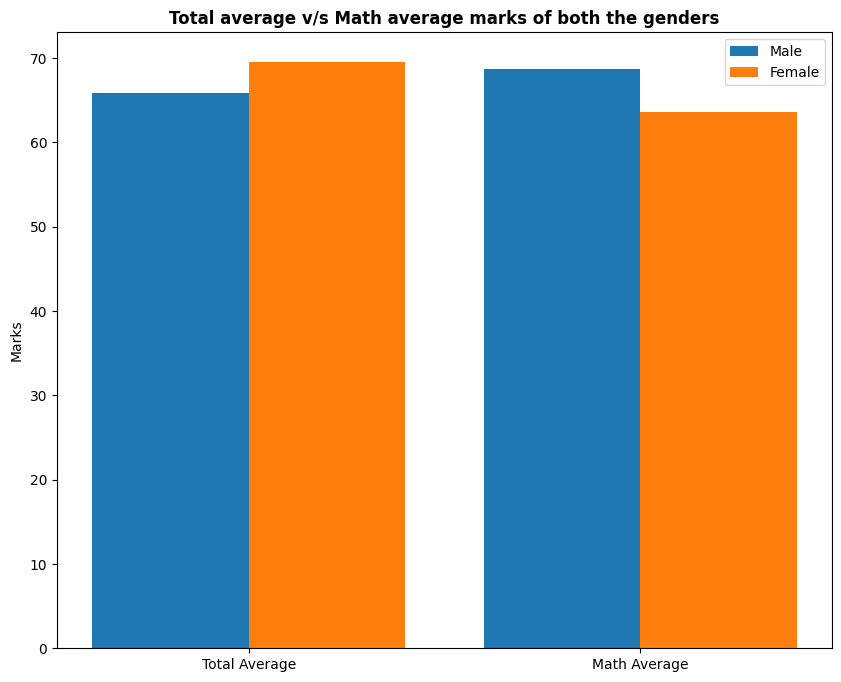 Total average v/s Math average marks of both the genders
Male
Female
Marks
70
60
50
40
30
20
10
0
Total Average
Math Average